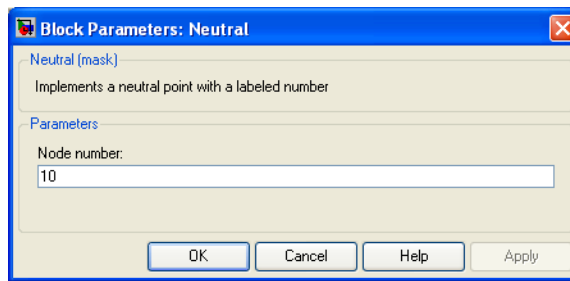 Block Parameters: Neutral
Neutral (mask)
Implements a neutral point with a labeled number
Parameters
Node number:
10
OK Cancel Help Apply